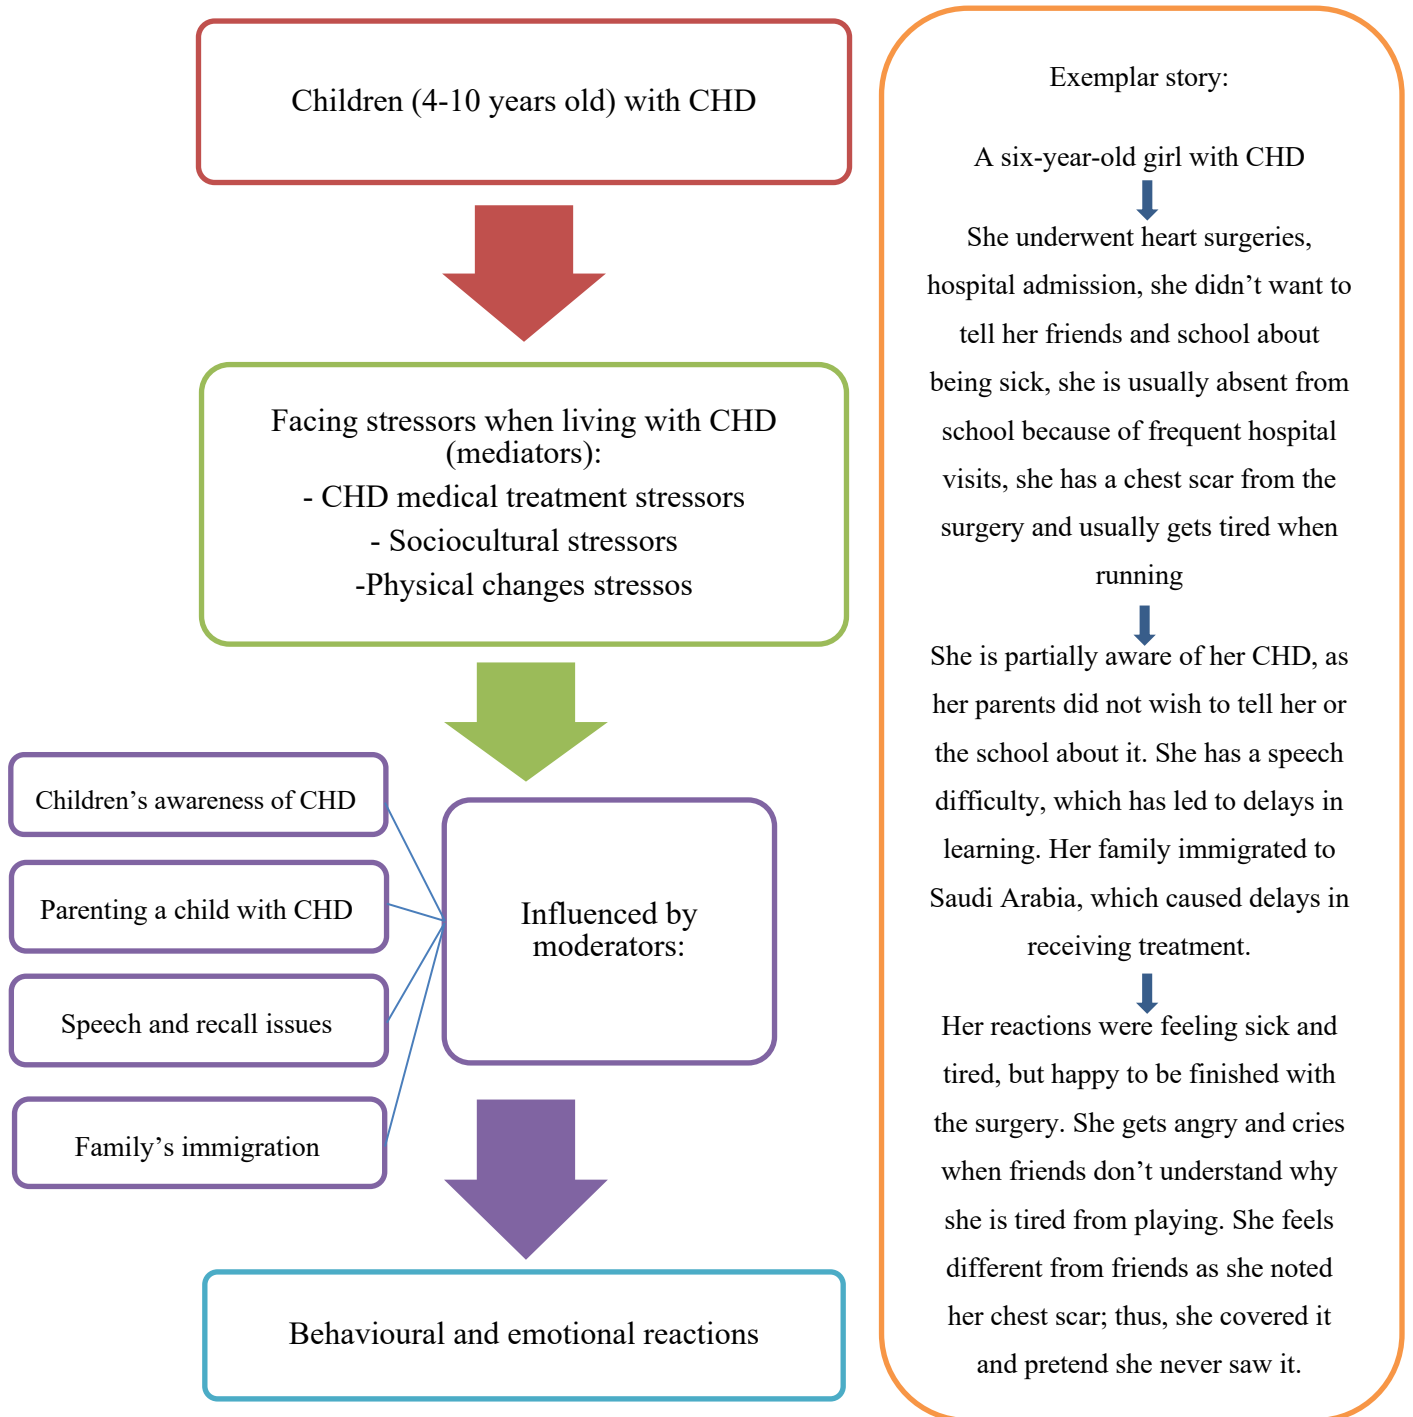 Children (4-10 years old) with CHD
Facing stressors when living with CHD
(mediators):
- CHD medical treatment stressors
- Sociocultural stressors
-Physical changes stressos
Children’s awareness of CHD
Parenting a child with CHD
Speech and recall issues
Family’s immigration
Influenced by
moderators:
Behavioural and emotional reactions
Exemplar story:
A six-year-old girl with CHD
She underwent heart surgeries,
hospital admission, she didn’t want to
tell her friends and school about
being sick, she is usually absent from
school because of frequent hospital
visits, she has a chest scar from the
surgery and usually gets tired when
running
She is partially aware of her CHD, as
her parents did not wish to tell her or
the school about it. She has a speech
difficulty, which has led to delays in
learning. Her family immigrated to
Saudi Arabia, which caused delays in
receiving treatment.
Her reactions were feeling sick and
tired, but happy to be finished with
the surgery. She gets angry and cries
when friends don’t understand why
she is tired from playing. She feels
different from friends as she noted
her chest scar; thus, she covered it
and pretend she never saw it.